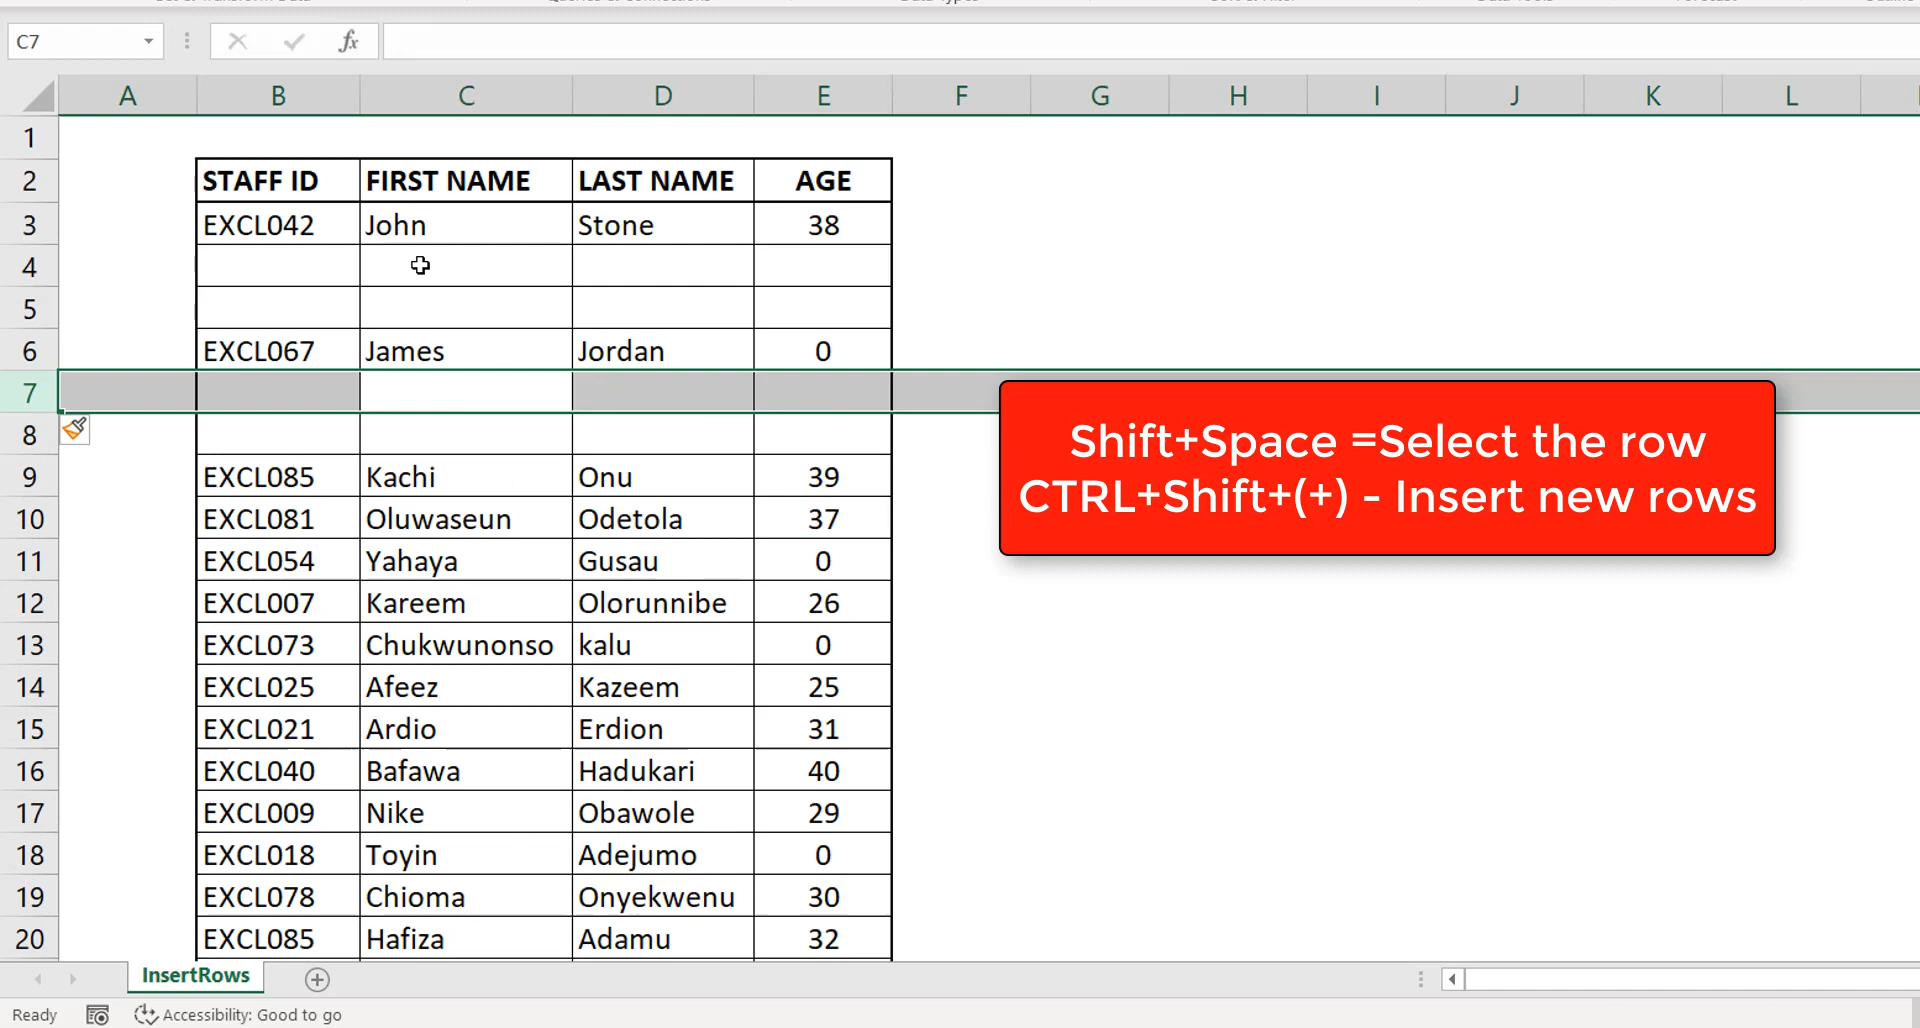 C7 fx
A B C D E F G H I J K L
1
2 STAFF ID FIRST NAME LAST NAME AGE
3 EXCL042 John Stone 38
4
5
6 EXCL067 James Jordan 0
7
8
Shift+Space =Select the row
CTRL+Shift+(+) - Insert new rows
9 EXCL085 Kachi Onu 39
10 EXCL081 Oluwaseun Odetola 37
11 EXCL054 Yahaya Gusau 0
12 EXCL007 Kareem Olorunnibe 26
13 EXCL073 Chukwunonso kalu 0
14 EXCL025 Afeez Kazeem 25
15 EXCL021 Ardio Erdion 31
16 EXCL040 Bafawa Hadukari 40
17 EXCL009 Nike Obawole 29
18 EXCL018 Toyin Adejumo 0
19 EXCL078 Chioma Onyekwenu 30
20 EXCL085 Hafiza Adamu 32
InsertRows
Ready Accessibility: Good to go